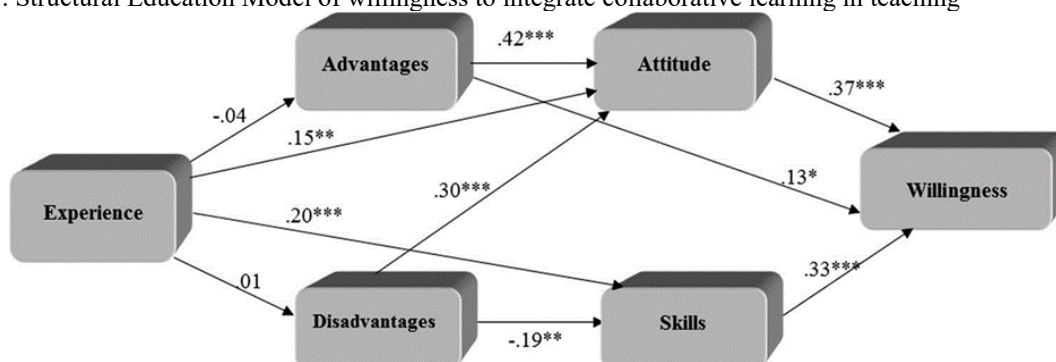 . Structural Education Model of willingness to integrate collaborative learning in teaching
.42***
Advantages
Attitude
.37***
-.04
.15**
.13*
.30***
Willingness
Experience
.20***
.33***
.01
Disadvantages
Skills
-.19**